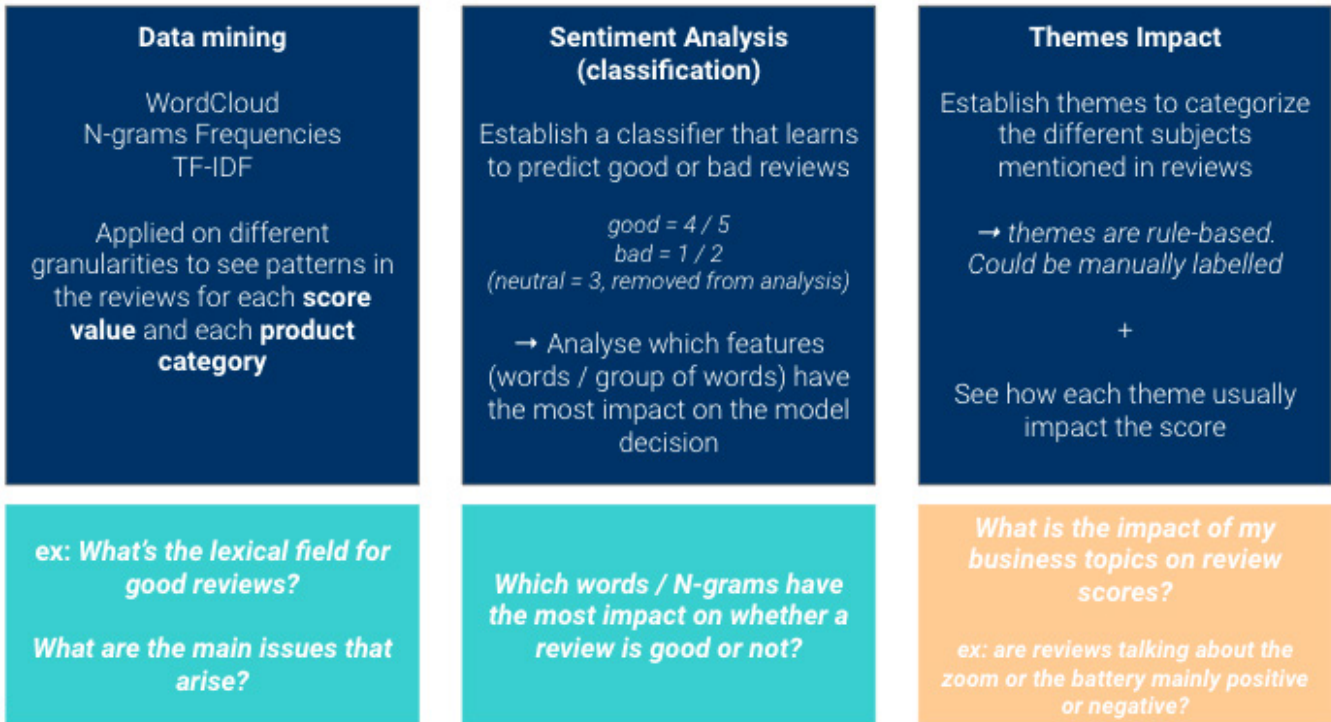 Data mining
WordCloud
N-grams Frequencies
TF-IDF
Applied on different
granularities to see patterns in
the reviews for each score
value and each product
category
ex: What's the lexical field for
good reviews?
What are the main issues that
arise?
Sentiment Analysis
(classification)
Establish a classifier that learns
to predict good or bad reviews
good = 4 / 5
bad = 1 / 2
(neutral = 3, removed from analysis)
→ Analyse which features
(words / group of words) have
the most impact on the model
decision
Which words / N-grams have
the most impact on whether a
review is good or not?
Themes Impact
Establish themes to categorize
the different subjects
mentioned in reviews
→ themes are rule-based.
Could be manually labelled
+
See how each theme usually
impact the score
What is the impact of my
business topics on review
scores?
ex: are reviews talking about the
zoom or the battery mainly positive
or negative?